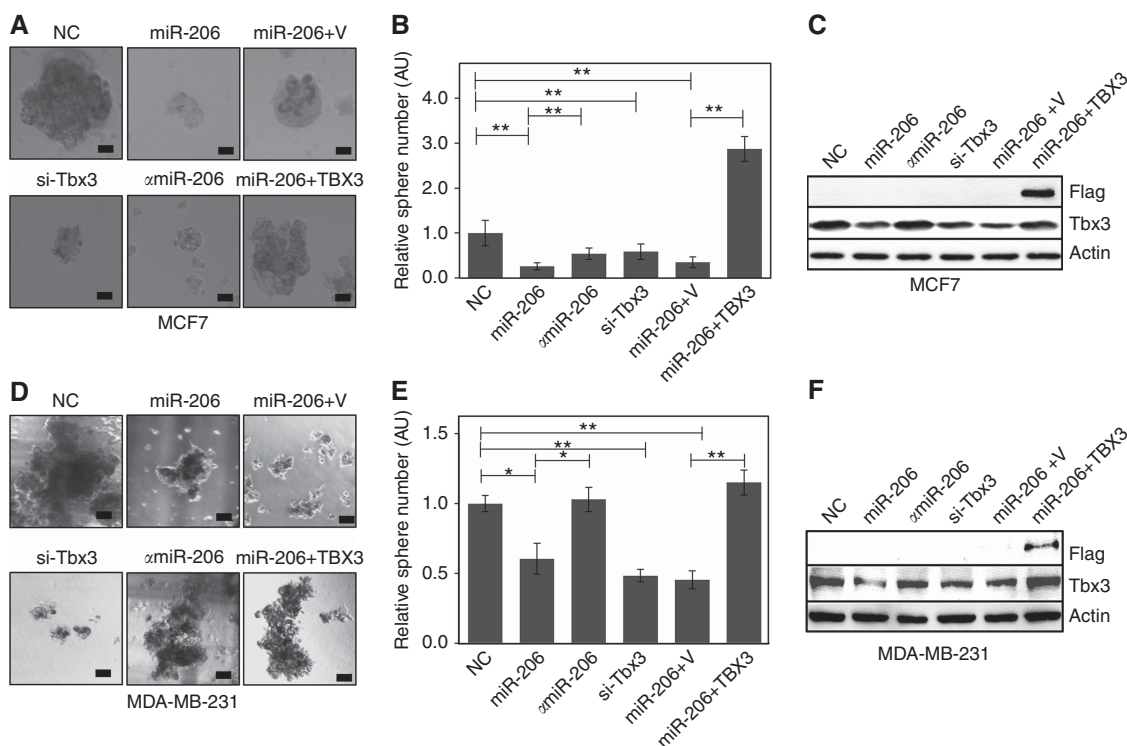 A
NC miR-206 miR-206+V
si-Tbx3 αmiR-206 miR-206+TBX3
MCF7
B
Relative sphere number (AU)
4.0
3.0
2.0
1.0
0.0
**
**
**
**
**
NC miR-206 αmiR-206 si-Tbx3 miR-206+V miR-206+TBX3
C
NC miR-206 αmiR-206 si-Tbx3 miR-206 +V miR-206+TBX3
Flag
Tbx3
Actin
MCF7
D
NC miR-206 miR-206+V
si-Tbx3 αmiR-206 miR-206+TBX3
MDA-MB-231
E
Relative sphere number (AU)
1.5
1.0
0.5
0.0
**
**
*
*
**
NC miR-206 αmiR-206 si-Tbx3 miR-206+V miR-206+TBX3
F
NC miR-206 αmiR-206 si-Tbx3 miR-206 +V miR-206+TBX3
Flag
Tbx3
Actin
MDA-MB-231